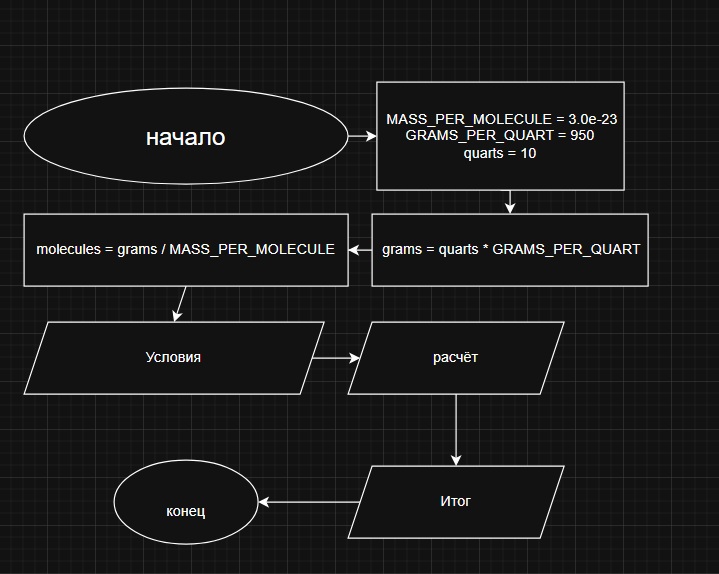 начало
MASS_PER_MOLECULE = 3.0e-23
GRAMS_PER_QUART = 950
quarts = 10
grams = quarts * GRAMS_PER_QUART
molecules = grams / MASS_PER_MOLECULE
Условия
расчёт
Итог
конец